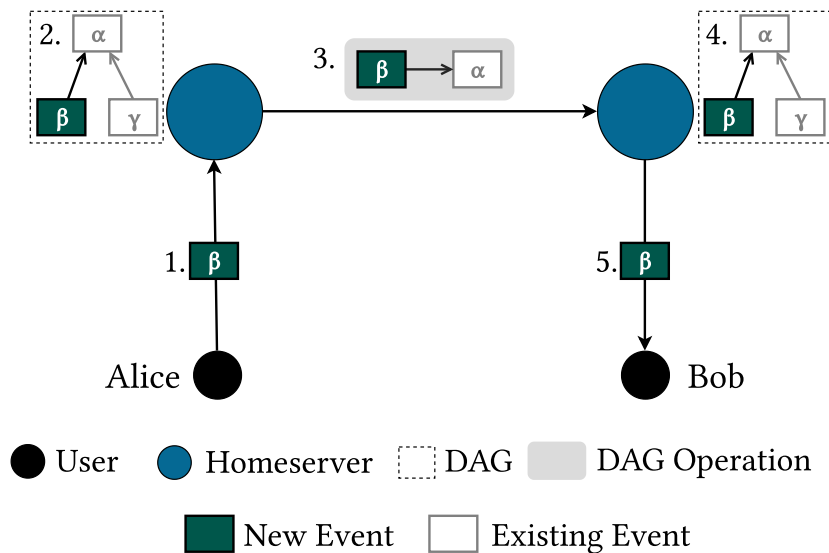 2.
α
β
γ
3.
β
α
4.
α
β
γ
1.
β
5.
β
Alice
Bob
User
Homeserver
DAG
DAG Operation
New Event
Existing Event